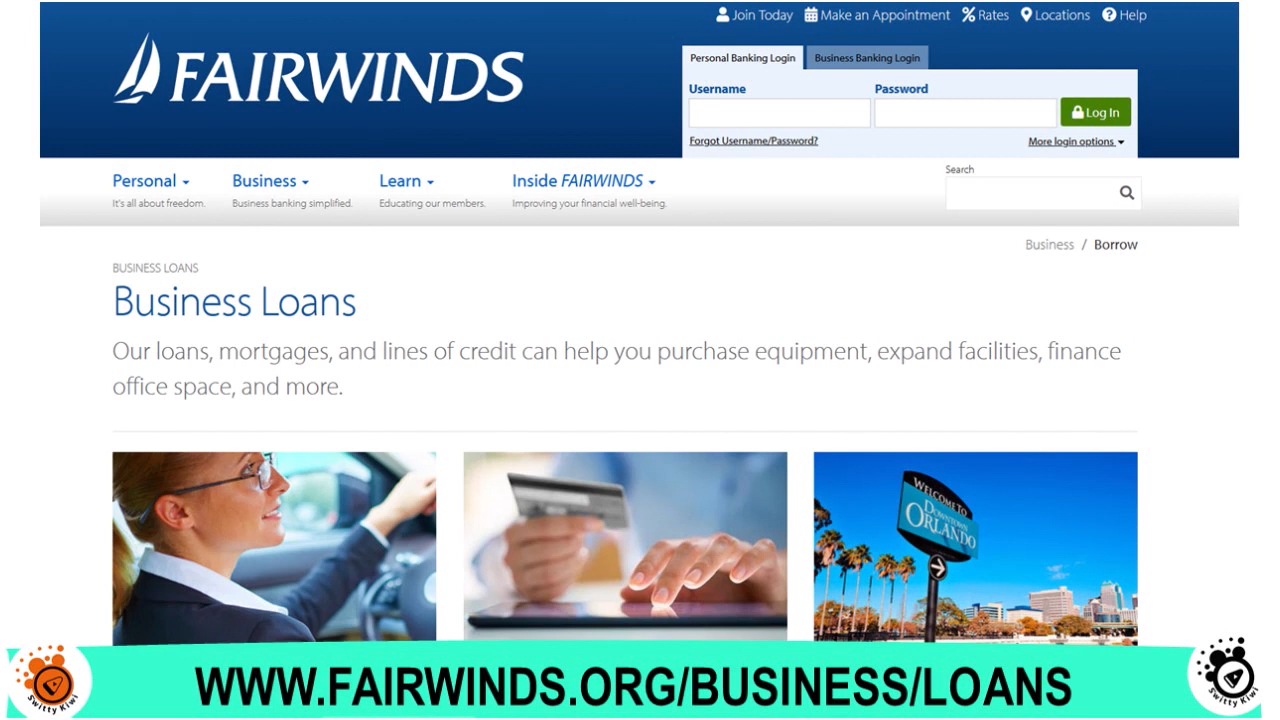 Join Today Make an Appointment Rates Locations Help
FAIRWINDS
Personal Banking Login Business Banking Login
Username Password
Log In
Forgot Username/Password? More login options
Search
Personal Business Learn Inside FAIRWINDS
It's all about freedom. Business banking simplified. Educating our members. Improving your financial well-being.
Business / Borrow
BUSINESS LOANS
Business Loans
Our loans, mortgages, and lines of credit can help you purchase equipment, expand facilities, finance
office space, and more.
WELCOME TO
DOWNTOWN
ORLANDO
WWW.FAIRWINDS.ORG/BUSINESS/LOANS
Switty Kiwi
Switty Kiwi